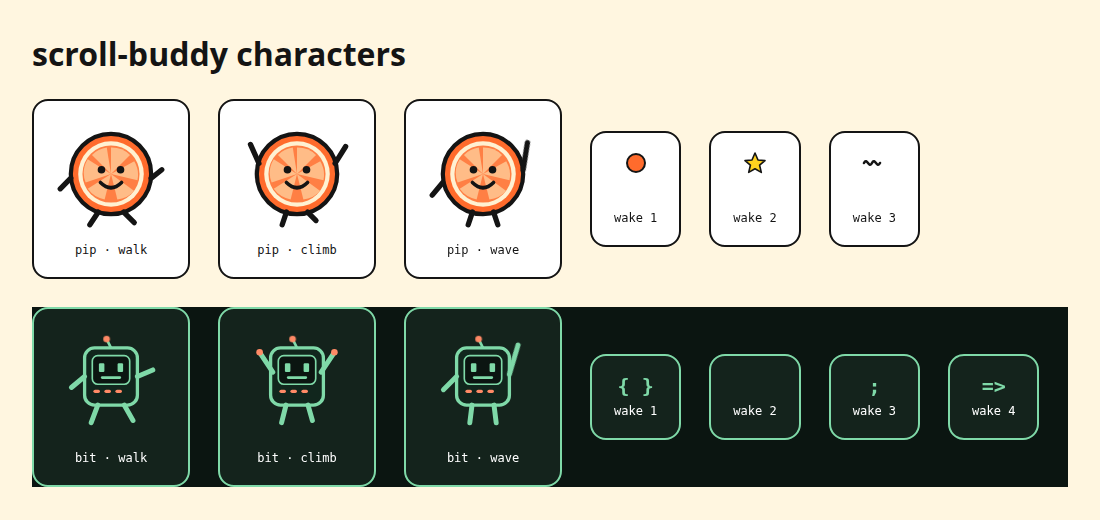 scroll-buddy characters
pip · walk
pip · climb
pip · wave
wake 1
wake 2
wake 3
bit · walk
bit · climb
bit · wave
{ }
wake 1
wake 2
;
wake 3
=>
wake 4